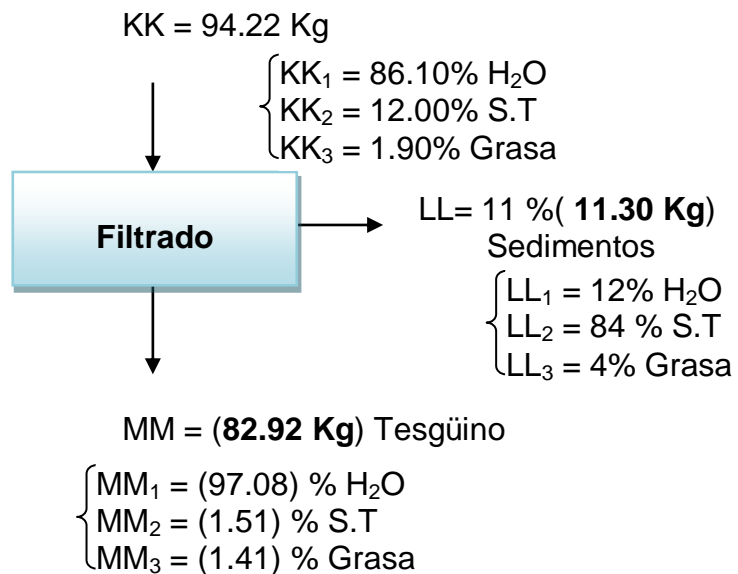 KK = 94.22 Kg
KK₁ = 86.10% H₂O
KK₂ = 12.00% S.T
KK₃ = 1.90% Grasa
Filtrado
LL= 11 %( 11.30 Kg)
Sedimentos
LL₁ = 12% H₂O
LL₂ = 84 % S.T
LL₃ = 4% Grasa
MM = (82.92 Kg) Tesgüino
MM₁ = (97.08) % H₂O
MM₂ = (1.51) % S.T
MM₃ = (1.41) % Grasa